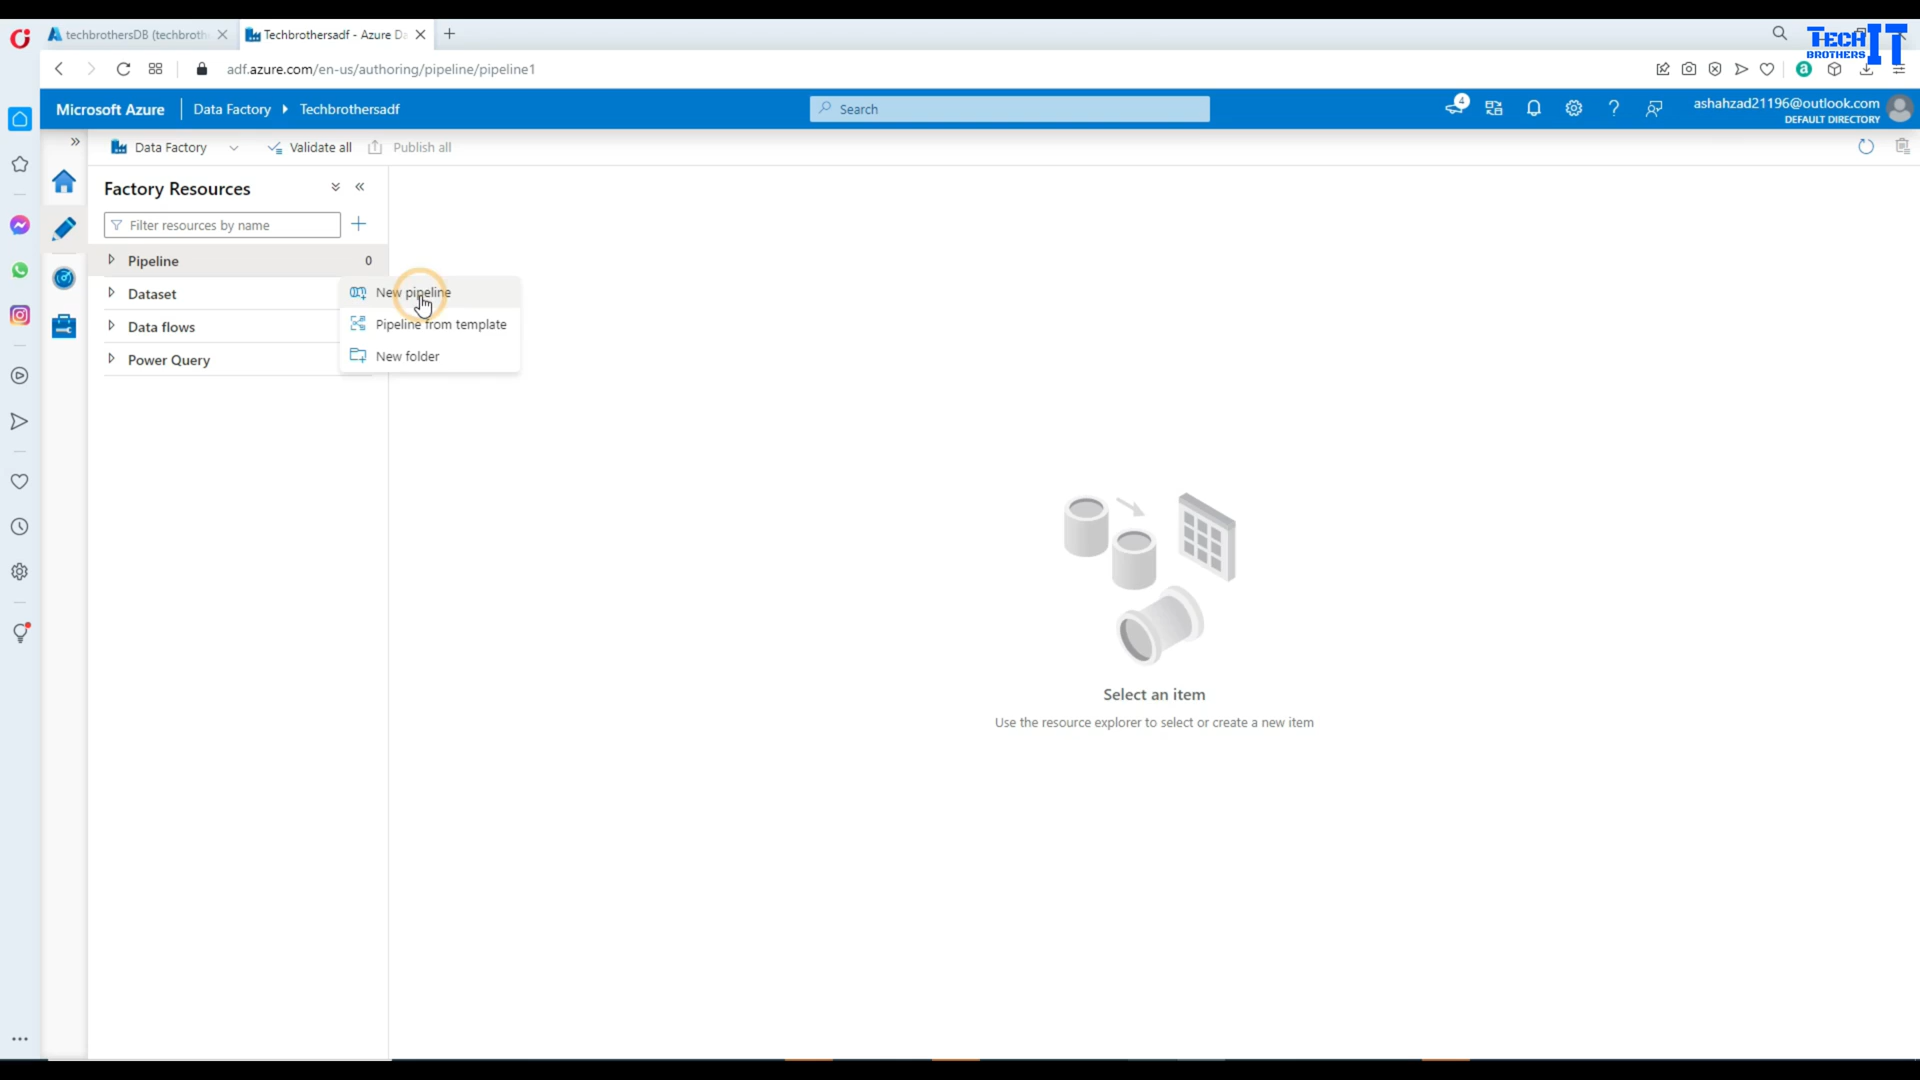 techbrothersDB (techbroth
Techbrothersadf - Azure Da
TECH IT
BROTHERS
adf.azure.com/en-us/authoring/pipeline/pipeline1
a
Microsoft Azure
Data Factory
Techbrothersadf
Search
4
ashahzad21196@outlook.com
DEFAULT DIRECTORY
Data Factory
Validate all
Publish all
Factory Resources
Filter resources by name
Pipeline
0
Dataset
Data flows
Power Query
New pipeline
Pipeline from template
New folder
Select an item
Use the resource explorer to select or create a new item